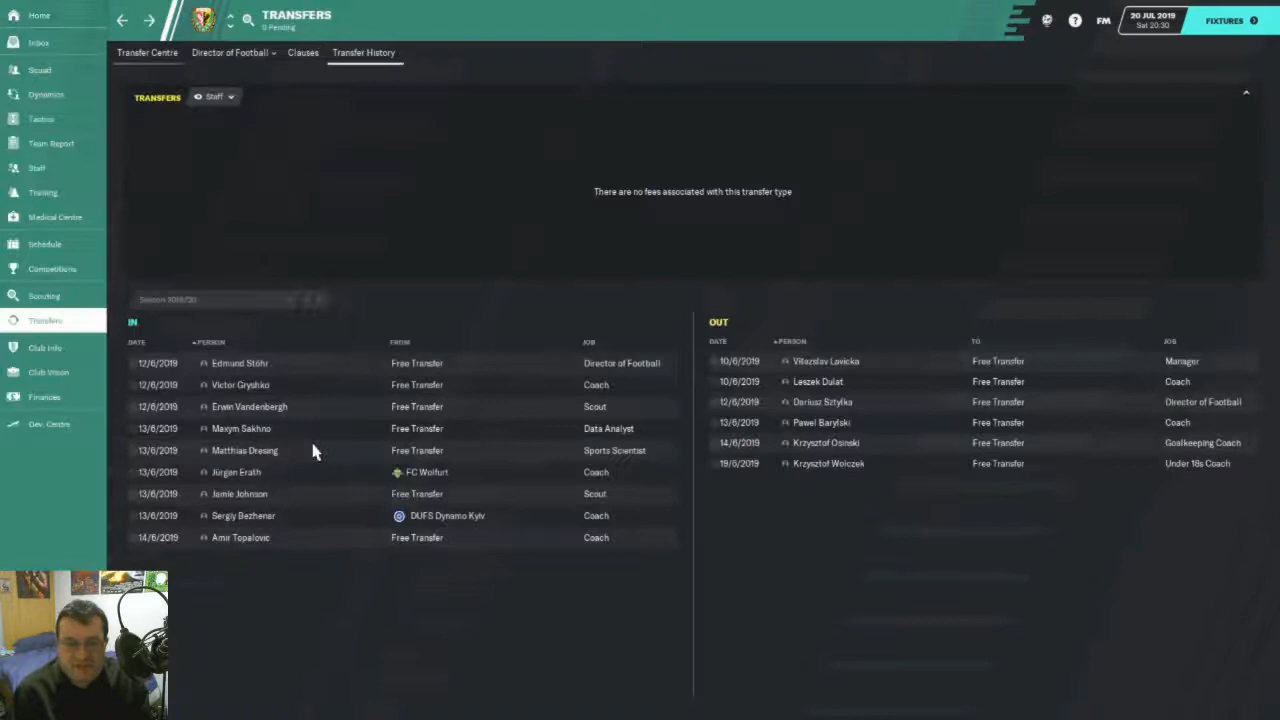 Home
TRANSFERS
0 Pending
FM
20 JUL 2019
Sat 20:30
FIXTURES
Inbox
Squad
Dynamics
Tactics
Team Report
Staff
Training
Medical Centre
Schedule
Competitions
Scouting
Transfers
Club Info
Club Vision
Finances
Dev. Centre
Transfer Centre
Director of Football
Clauses
Transfer History
TRANSFERS
Staff
There are no fees associated with this transfer type
Season 2019/20
IN
DATE PERSON FROM JOB
12/6/2019 Edmund Stöhr Free Transfer Director of Football
12/6/2019 Victor Gryshko Free Transfer Coach
12/6/2019 Erwin Vandenbergh Free Transfer Scout
13/6/2019 Maxym Sakhno Free Transfer Data Analyst
13/6/2019 Matthias Dresing Free Transfer Sports Scientist
13/6/2019 Jürgen Erath FC Wolfurt Coach
13/6/2019 Jamie Johnson Free Transfer Scout
13/6/2019 Sergiy Bezhenar DUFS Dynamo Kyiv Coach
14/6/2019 Amir Topalovic Free Transfer Coach
OUT
DATE PERSON TO JOB
10/6/2019 Vitezslav Lavicka Free Transfer Manager
10/6/2019 Leszek Dulat Free Transfer Coach
12/6/2019 Dariusz Sztylka Free Transfer Director of Football
13/6/2019 Pawel Barylski Free Transfer Coach
14/6/2019 Krzysztof Osinski Free Transfer Goalkeeping Coach
19/6/2019 Krzysztof Wolczek Free Transfer Under 18s Coach